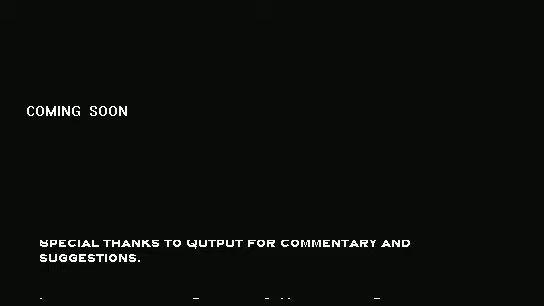 COMING SOON
SPECIAL THANKS TO QUTPUT FOR COMMENTARY AND
SUGGESTIONS.